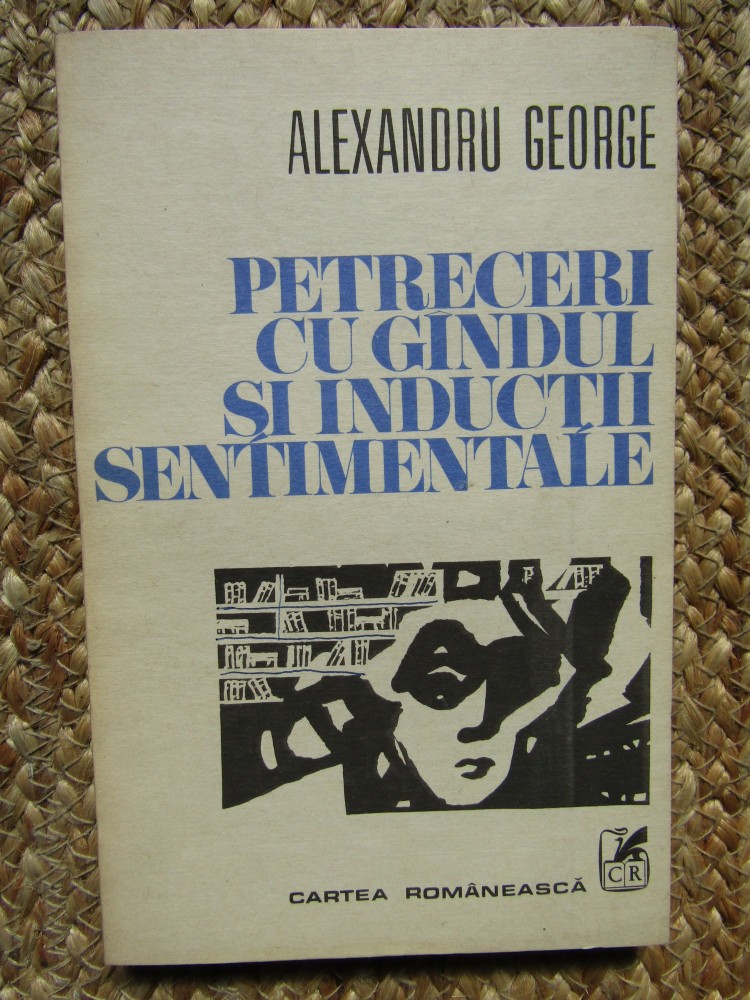 ALEXANDRU GEORGE
PETRECERI
CU GÎNDUL
ȘI INDUCȚII
SENTIMENTALE
CARTEA ROMÂNEASCĂ
CR